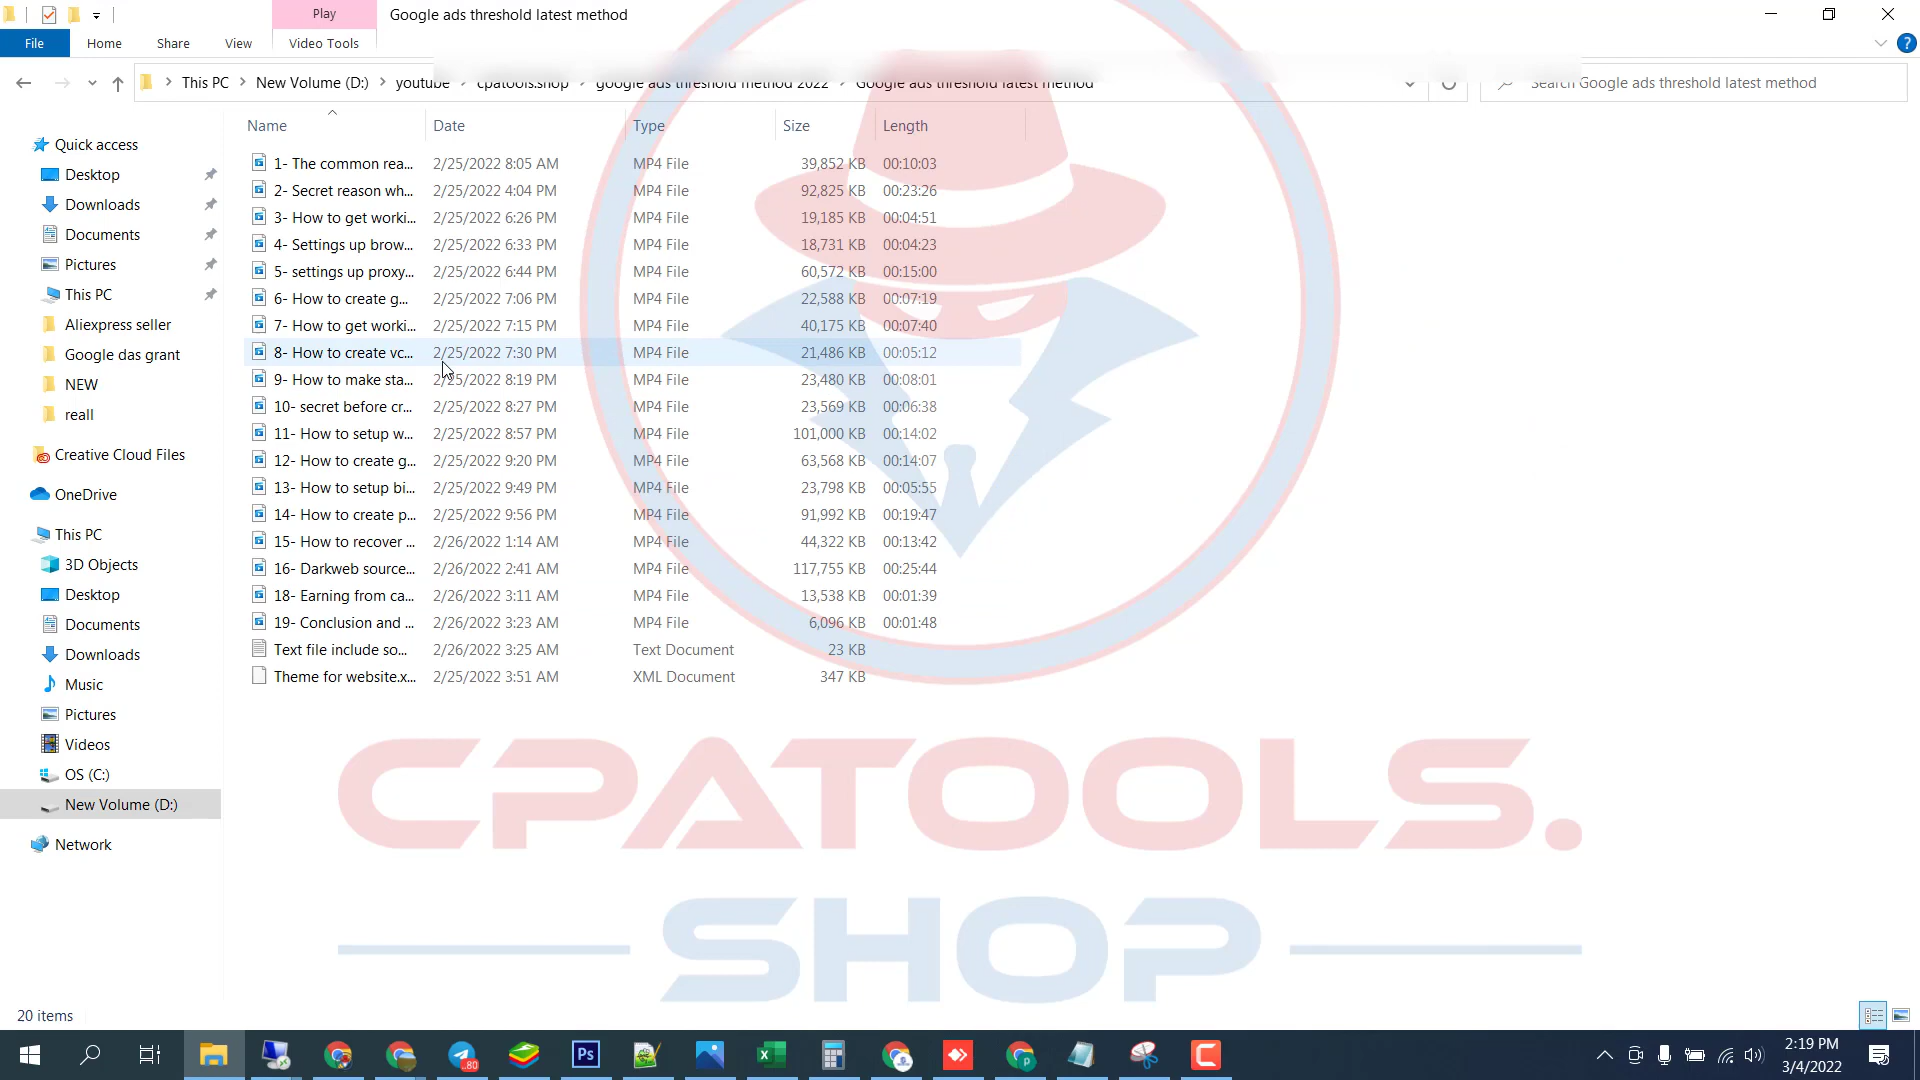 Play
Google ads threshold latest method
File
Home
Share
View
Video Tools
This PC
New Volume (D:)
youtube
cpatools.shop
google ads threshold method 2022
Google ads threshold latest method
Search Google ads threshold latest method
Name
Date
Type
Size
Length
Quick access
Desktop
Downloads
Documents
Pictures
This PC
Aliexpress seller
Google das grant
NEW
reall
Creative Cloud Files
OneDrive
This PC
3D Objects
Desktop
Documents
Downloads
Music
Pictures
Videos
OS (C:)
New Volume (D:)
Network
1- The common rea... 2/25/2022 8:05 AM MP4 File 39,852 KB 00:10:03
2- Secret reason wh... 2/25/2022 4:04 PM MP4 File 92,825 KB 00:23:26
3- How to get worki... 2/25/2022 6:26 PM MP4 File 19,185 KB 00:04:51
4- Settings up brow... 2/25/2022 6:33 PM MP4 File 18,731 KB 00:04:23
5- settings up proxy... 2/25/2022 6:44 PM MP4 File 60,572 KB 00:15:00
6- How to create g... 2/25/2022 7:06 PM MP4 File 22,588 KB 00:07:19
7- How to get worki... 2/25/2022 7:15 PM MP4 File 40,175 KB 00:07:40
8- How to create vc... 2/25/2022 7:30 PM MP4 File 21,486 KB 00:05:12
9- How to make sta... 2/25/2022 8:19 PM MP4 File 23,480 KB 00:08:01
10- secret before cr... 2/25/2022 8:27 PM MP4 File 23,569 KB 00:06:38
11- How to setup w... 2/25/2022 8:57 PM MP4 File 101,000 KB 00:14:02
12- How to create g... 2/25/2022 9:20 PM MP4 File 63,568 KB 00:14:07
13- How to setup bi... 2/25/2022 9:49 PM MP4 File 23,798 KB 00:05:55
14- How to create p... 2/25/2022 9:56 PM MP4 File 91,992 KB 00:19:47
15- How to recover ... 2/26/2022 1:14 AM MP4 File 44,322 KB 00:13:42
16- Darkweb source... 2/26/2022 2:41 AM MP4 File 117,755 KB 00:25:44
18- Earning from ca... 2/26/2022 3:11 AM MP4 File 13,538 KB 00:01:39
19- Conclusion and ... 2/26/2022 3:23 AM MP4 File 6,096 KB 00:01:48
Text file include so... 2/26/2022 3:25 AM Text Document 23 KB
Theme for website.x... 2/25/2022 3:51 AM XML Document 347 KB
CPATOOLS.
SHOP
20 items
Ps
80
2:19 PM
3/4/2022